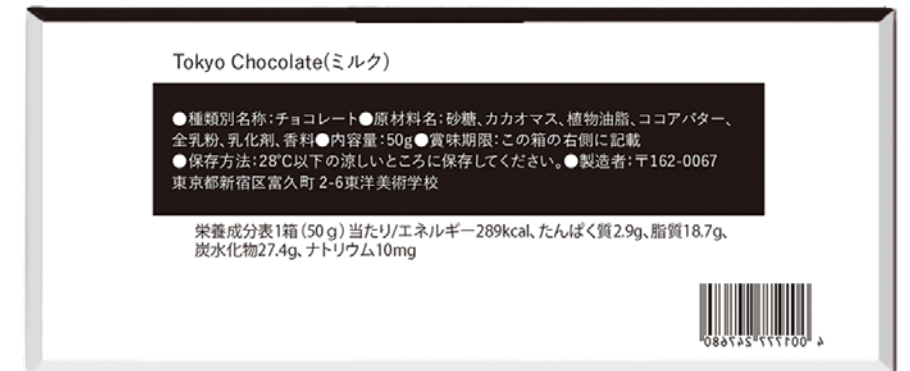 Tokyo Chocolate(ミルク)
●種類別名称:チョコレート●原材料名:砂糖、カカオマス、植物油脂、ココアバター、
全乳粉、乳化剤、香料●内容量:50g●賞味期限:この箱の右側に記載
●保存方法:28℃以下の涼しいところに保存してください。●製造者:〒162-0067
東京都新宿区富久町2-6東洋美術学校
栄養成分表1箱(50g)当たり/エネルギー289kcal、たんぱく質2.9g、脂質18.7g、
炭水化物27.4g、ナトリウム10mg
4 001777 247680